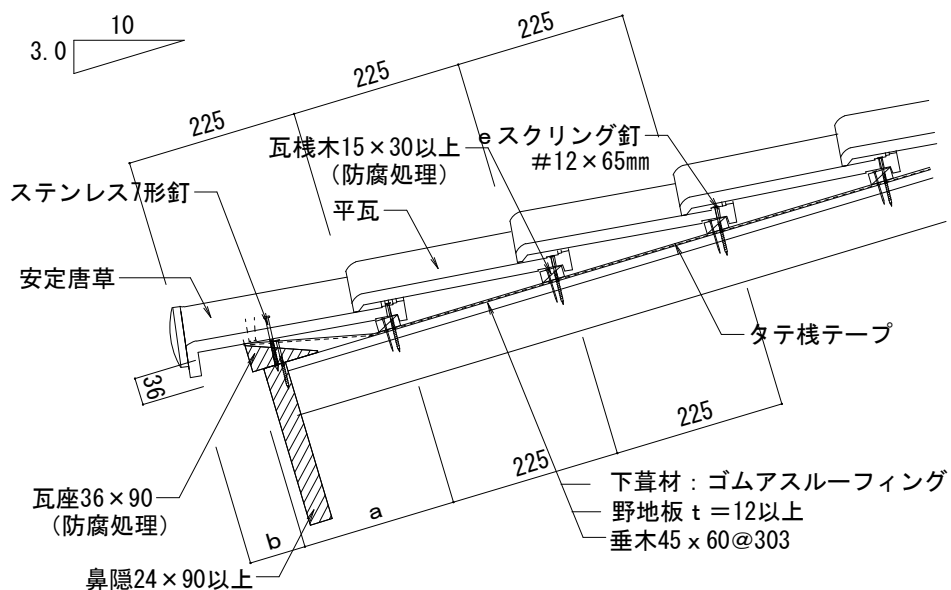 10
3.0
225
225
225
瓦桟木15×30以上
(防腐処理)
e スクリング釘
#12×65mm
ステンレス7形釘
平瓦
安定唐草
タテ桟テープ
36
225
225
a
b
瓦座36×90
(防腐処理)
鼻隠24×90以上
下葺材:ゴムアスルーフィング
野地板t=12以上
垂木45x60@303